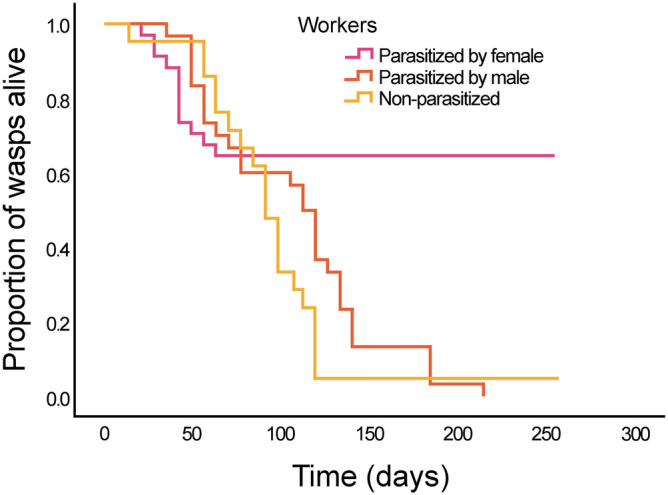 Workers
Parasitized by female
Parasitized by male
Non-parasitized
Proportion of wasps alive
1.0
0.8
0.6
0.4
0.2
0.0
0 50 100 150 200 250 300
Time (days)